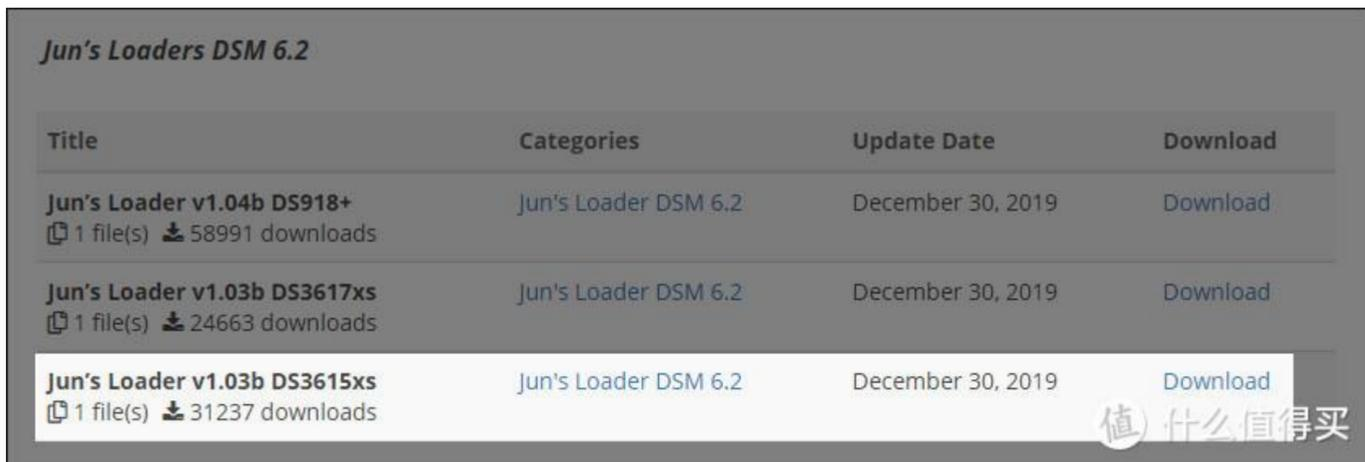 Jun's Loaders DSM 6.2
Title Categories Update Date Download
Jun's Loader v1.04b DS918+ Jun's Loader DSM 6.2 December 30, 2019 Download
1 file(s) 58991 downloads
Jun's Loader v1.03b DS3617xs Jun's Loader DSM 6.2 December 30, 2019 Download
1 file(s) 24663 downloads
Jun's Loader v1.03b DS3615xs Jun's Loader DSM 6.2 December 30, 2019 Download
1 file(s) 31237 downloads
值 什么值得买